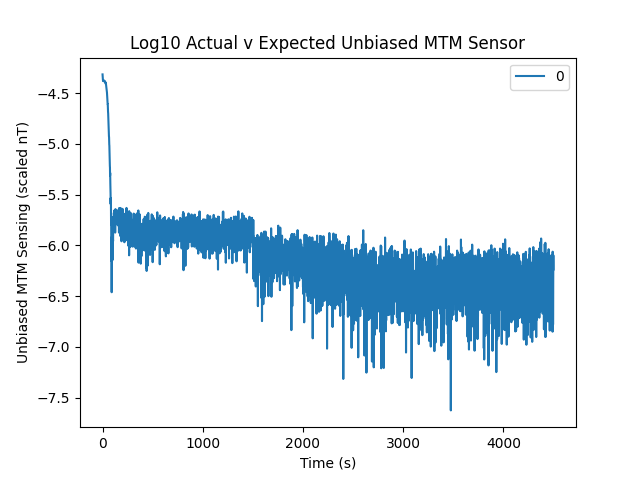 Log10 Actual v Expected Unbiased MTM Sensor
0
Unbiased MTM Sensing (scaled nT)
−4.5
−5.0
−5.5
−6.0
−6.5
−7.0
−7.5
0 1000 2000 3000 4000
Time (s)